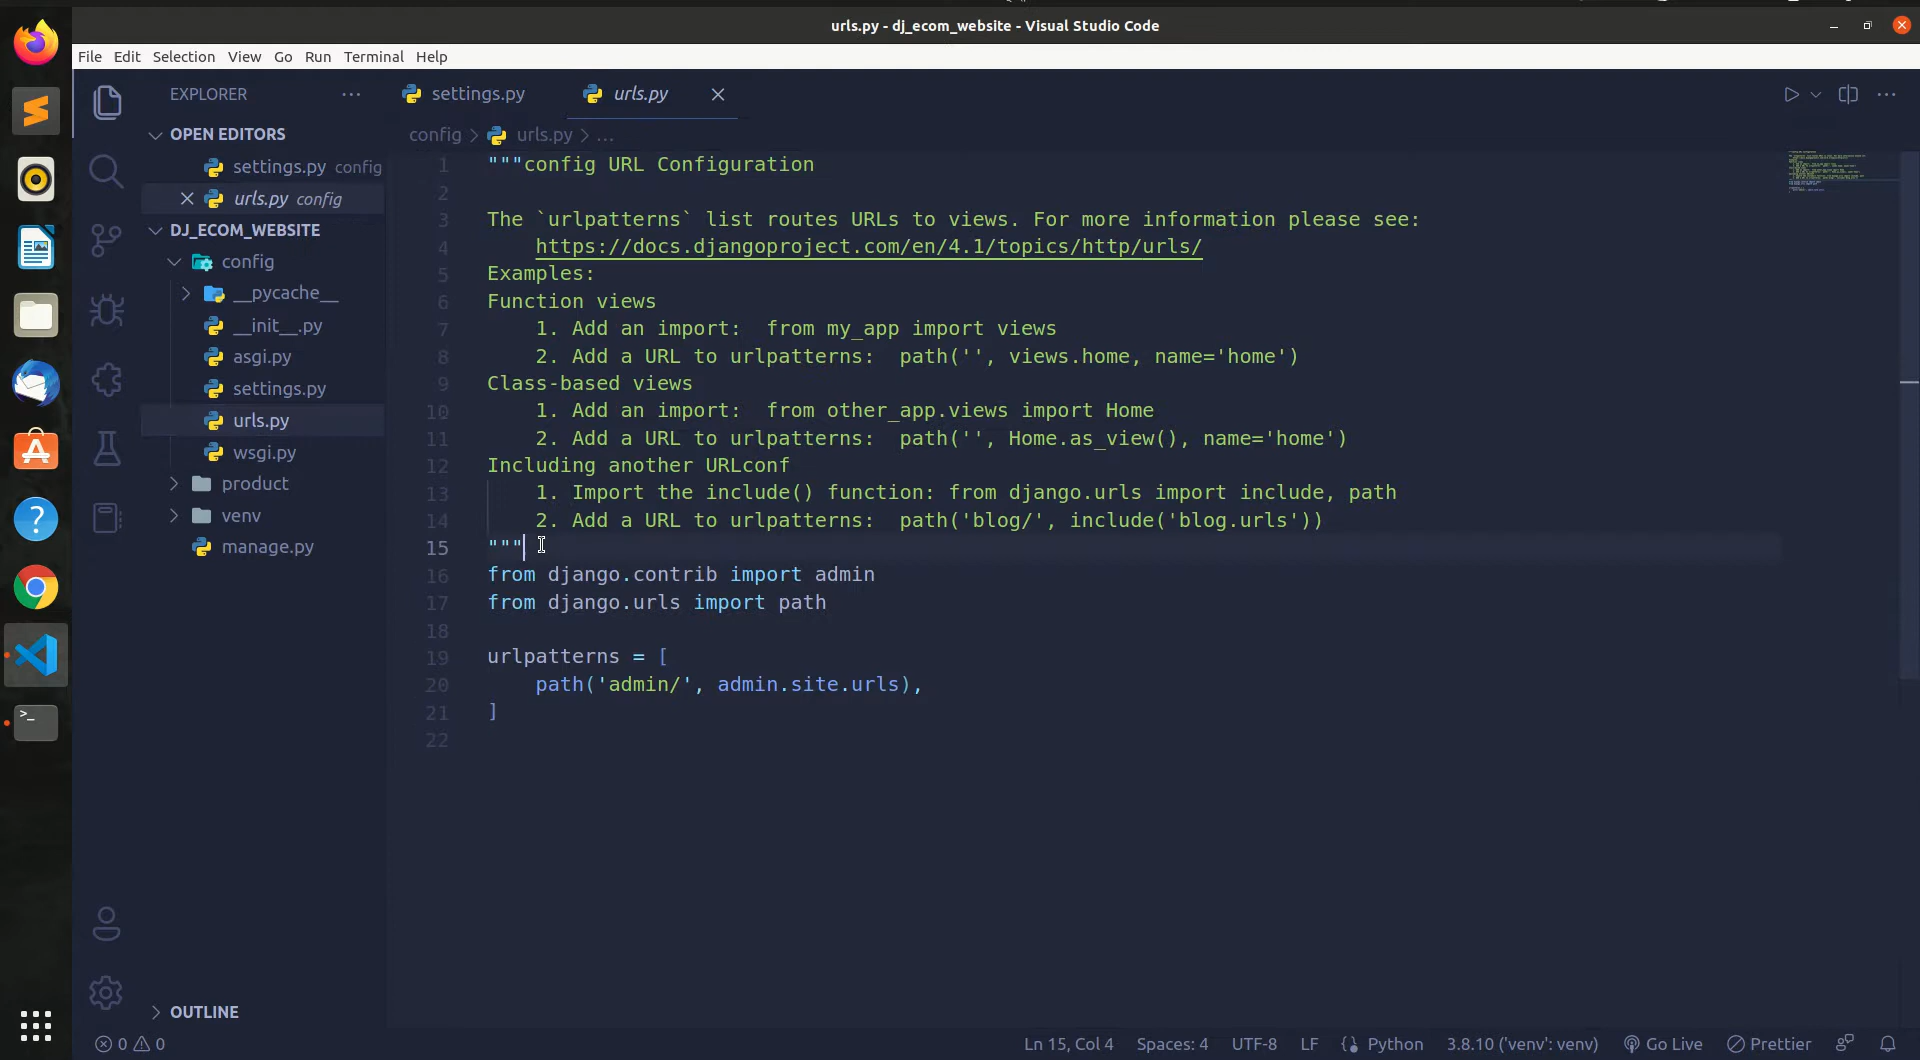 urls.py - dj_ecom_website - Visual Studio Code
File Edit Selection View Go Run Terminal Help
EXPLORER
OPEN EDITORS
settings.py config
urls.py config
DJ_ECOM_WEBSITE
config
__pycache__
__init__.py
asgi.py
settings.py
urls.py
wsgi.py
product
venv
manage.py
OUTLINE
settings.py urls.py
config > urls.py > ...
1 """config URL Configuration
2
3 The `urlpatterns` list routes URLs to views. For more information please see:
4     https://docs.djangoproject.com/en/4.1/topics/http/urls/
5 Examples:
6 Function views
7     1. Add an import:  from my_app import views
8     2. Add a URL to urlpatterns:  path('', views.home, name='home')
9 Class-based views
10     1. Add an import:  from other_app.views import Home
11     2. Add a URL to urlpatterns:  path('', Home.as_view(), name='home')
12 Including another URLconf
13     1. Import the include() function: from django.urls import include, path
14     2. Add a URL to urlpatterns:  path('blog/', include('blog.urls'))
15 """
16 from django.contrib import admin
17 from django.urls import path
18
19 urlpatterns = [
20     path('admin/', admin.site.urls),
21 ]
22
0 0 Ln 15, Col 4 Spaces: 4 UTF-8 LF Python 3.8.10 ('venv': venv) Go Live Prettier